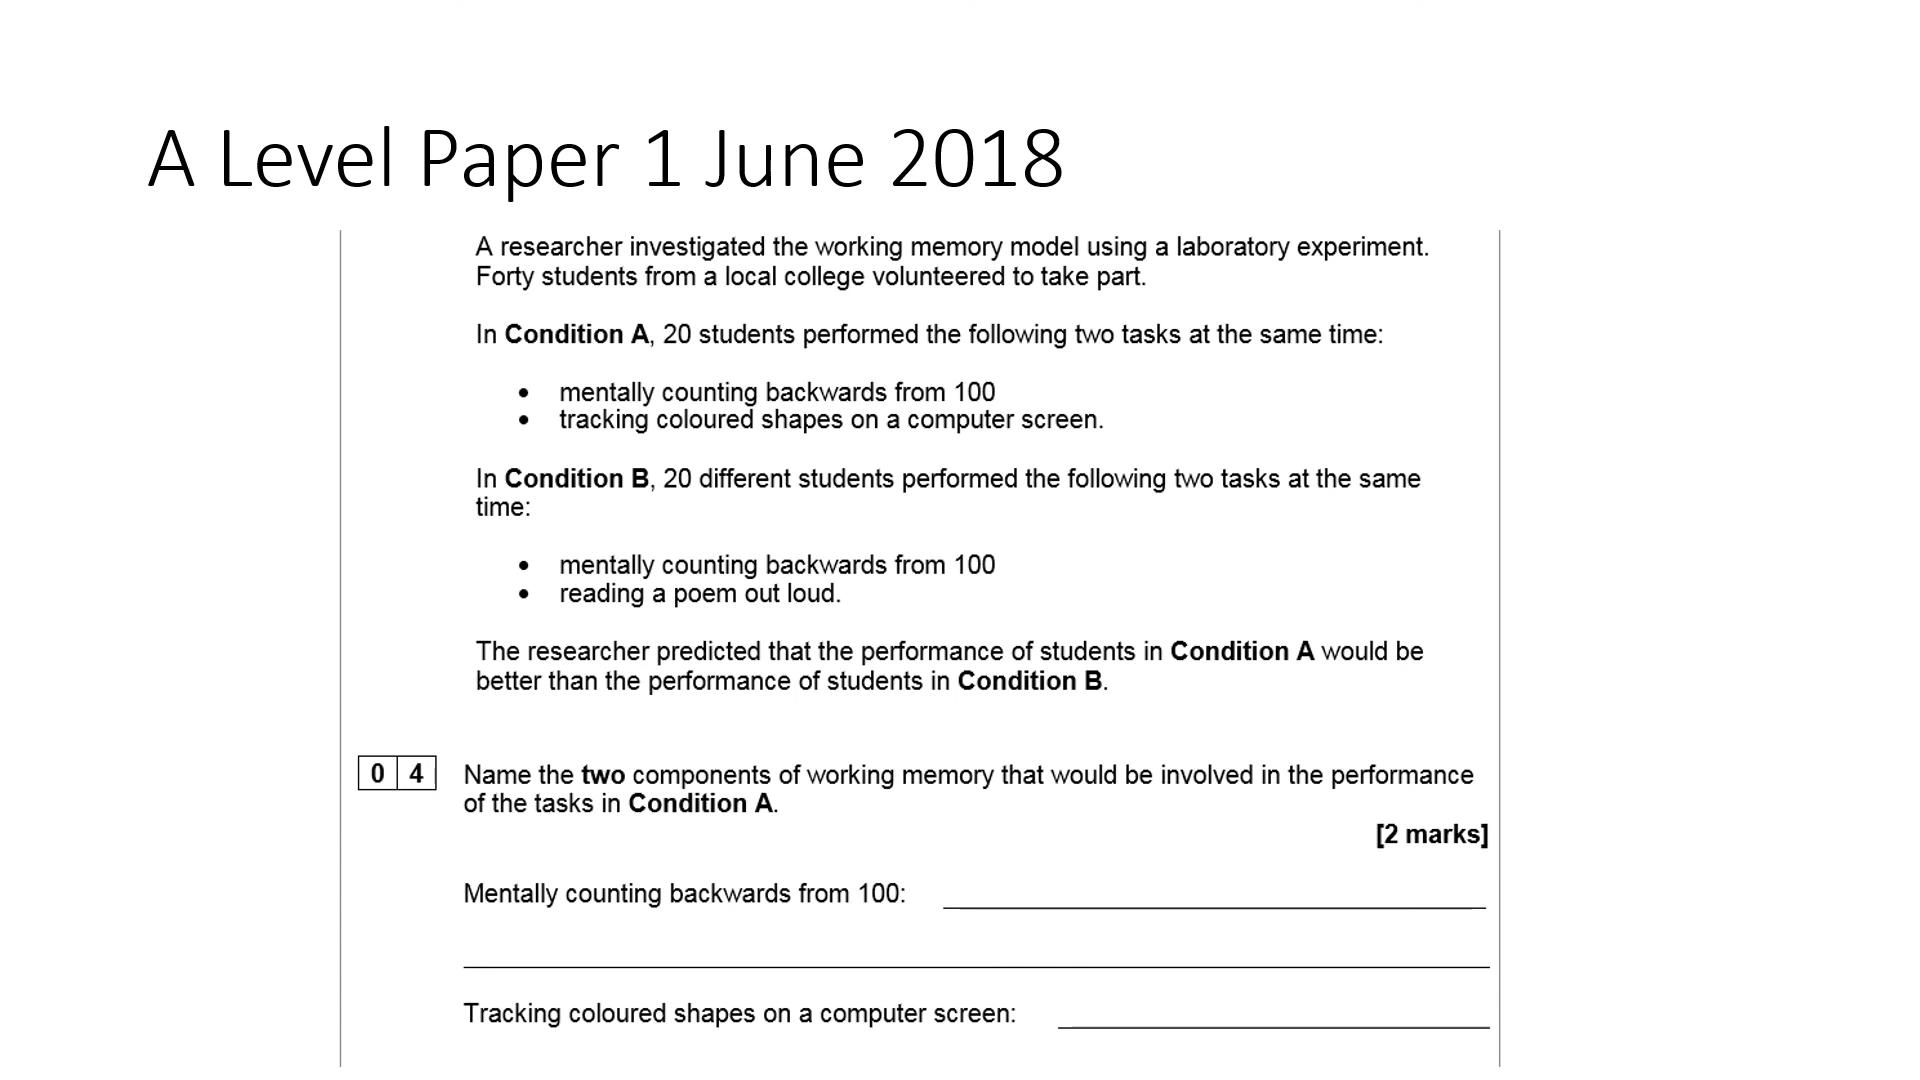 A Level Paper 1 June 2018
A researcher investigated the working memory model using a laboratory experiment.
Forty students from a local college volunteered to take part.
In Condition A, 20 students performed the following two tasks at the same time:
• mentally counting backwards from 100
• tracking coloured shapes on a computer screen.
In Condition B, 20 different students performed the following two tasks at the same
time:
• mentally counting backwards from 100
• reading a poem out loud.
The researcher predicted that the performance of students in Condition A would be
better than the performance of students in Condition B.
0 4 Name the two components of working memory that would be involved in the performance
of the tasks in Condition A.
[2 marks]
Mentally counting backwards from 100:
Tracking coloured shapes on a computer screen: